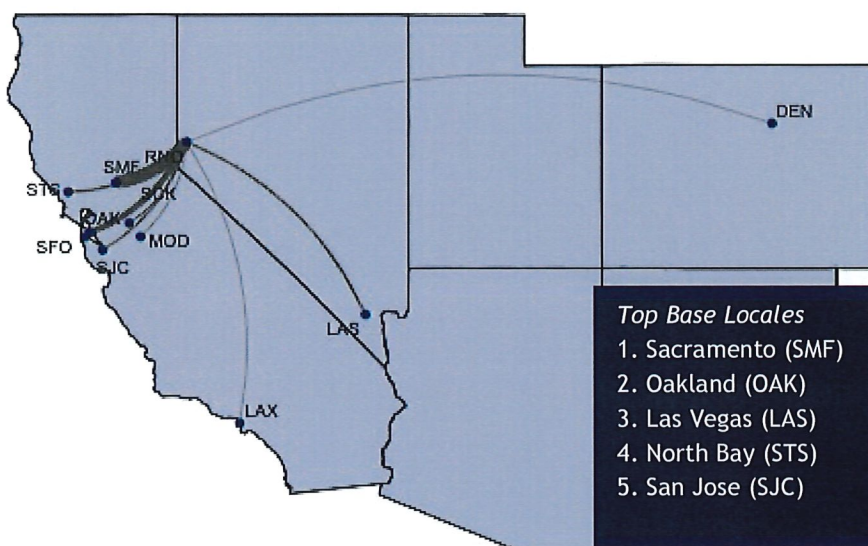 DEN
RNO
SMF
STS
SCK
OAK
SFO
MOD
SJC
LAS
LAX
Top Base Locales
1. Sacramento (SMF)
2. Oakland (OAK)
3. Las Vegas (LAS)
4. North Bay (STS)
5. San Jose (SJC)